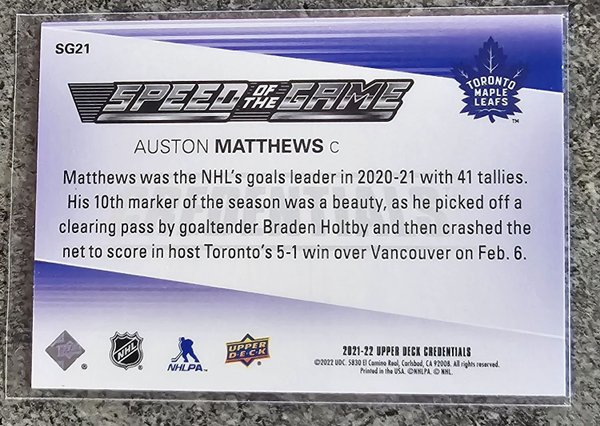 SG21
SPEED OF THE GAME
TORONTO
MAPLE
LEAFS
TM
AUSTON MATTHEWS C
Matthews was the NHL's goals leader in 2020-21 with 41 tallies.
His 10th marker of the season was a beauty, as he picked off a
clearing pass by goaltender Braden Holtby and then crashed the
net to score in host Toronto's 5-1 win over Vancouver on Feb. 6.
NHL
NHLPA
UPPER
DECK
2021-22 UPPER DECK CREDENTIALS
©2022 UDC. 5830 El Camino Real, Carlsbad, CA 92008. All rights reserved.
Printed in the USA. ©NHLPA. © NHL.